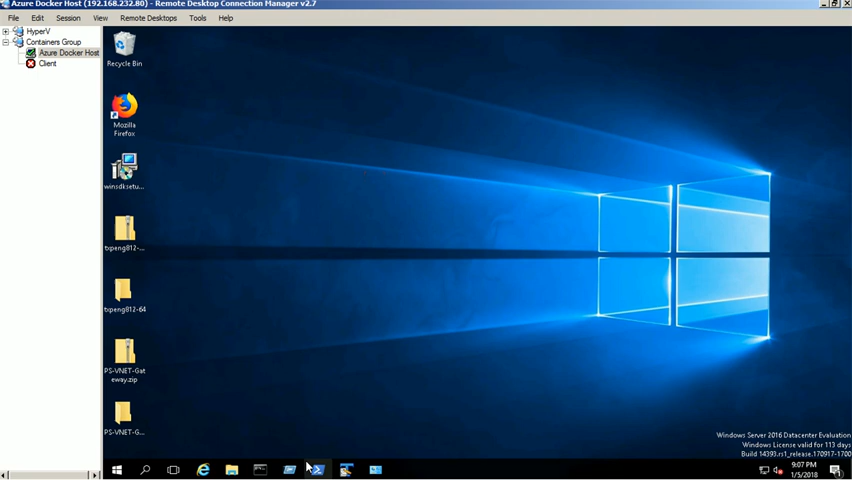 Azure Docker Host (192.168.232.80) - Remote Desktop Connection Manager v2.7
File Edit Session View Remote Desktops Tools Help
HyperV
Containers Group
Azure Docker Host
Client
Recycle Bin
Mozilla
Firefox
winsdksetu...
txpeng812-...
txpeng812-64
PS-VNET-Gat
eway.zip
PS-VNET-G...
Windows Server 2016 Datacenter Evaluation
Windows License valid for 113 days
Build 14393.rs1_release.170917-1700
9:07 PM
1/5/2018